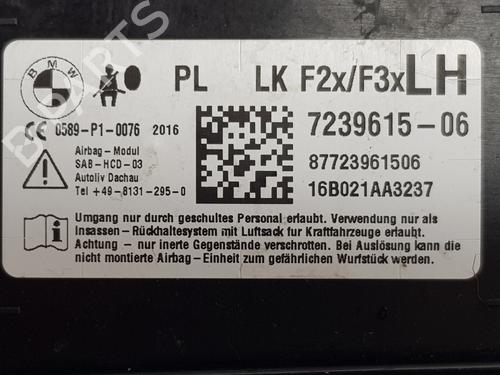 BMW
PL LK F2x/F3x LH
CE 0589-P1-0076 2016
7239615-06
Airbag-Modul
SAB-HCD-03
Autoliv Dachau
Tel +49-8131-295-0
87723961506
16B021AA3237
Umgang nur durch geschultes Personal erlaubt. Verwendung nur als
Insassen - Rückhaltesystem mit Luftsack für Kraftfahrzeuge erlaubt.
Achtung - nur inerte Gegenstände verschrotten. Bei Auslösung kann die
nicht montierte Airbag-Einheit zum gefährlichen Wurfstück werden.
B-PARTS